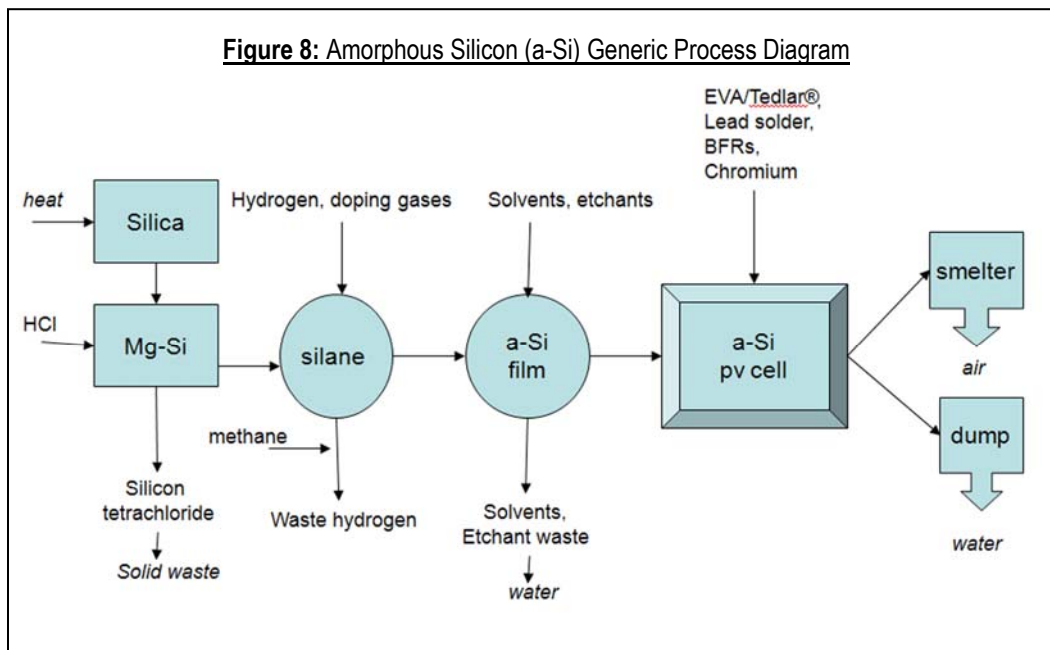 Figure 8: Amorphous Silicon (a-Si) Generic Process Diagram
EVA/Tedlar®,
Lead solder,
BFRs,
Chromium
heat
Silica
Hydrogen, doping gases
Solvents, etchants
smelter
HCl
Mg-Si
silane
a-Si
film
a-Si
pv cell
air
methane
dump
Silicon
tetrachloride
Waste hydrogen
Solvents,
Etchant waste
Solid waste
water
water